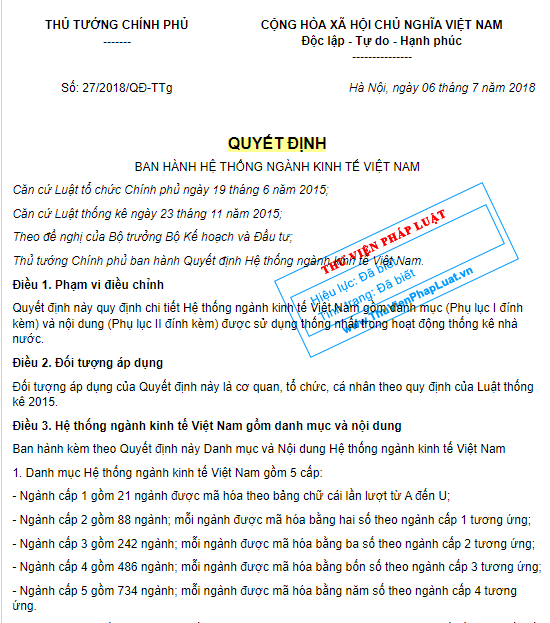 THỦ TƯỚNG CHÍNH PHỦ
-------
CỘNG HÒA XÃ HỘI CHỦ NGHĨA VIỆT NAM
Độc lập - Tự do - Hạnh phúc
---------------
Số: 27/2018/QĐ-TTg
Hà Nội, ngày 06 tháng 7 năm 2018
QUYẾT ĐỊNH
BAN HÀNH HỆ THỐNG NGÀNH KINH TẾ VIỆT NAM
Căn cứ Luật tổ chức Chính phủ ngày 19 tháng 6 năm 2015;
Căn cứ Luật thống kê ngày 23 tháng 11 năm 2015;
Theo đề nghị của Bộ trưởng Bộ Kế hoạch và Đầu tư;
Thủ tướng Chính phủ ban hành Quyết định Hệ thống ngành kinh tế Việt Nam.
THƯ VIỆN PHÁP LUẬT
Hiệu lực: Đã biết
Tình trạng: Đã biết
www.ThuVienPhapLuat.vn
Điều 1. Phạm vi điều chỉnh
Quyết định này quy định chi tiết Hệ thống ngành kinh tế Việt Nam gồm danh mục (Phụ lục I đính
kèm) và nội dung (Phụ lục II đính kèm) được sử dụng thống nhất trong hoạt động thống kê nhà
nước.
Điều 2. Đối tượng áp dụng
Đối tượng áp dụng của Quyết định này là cơ quan, tổ chức, cá nhân theo quy định của Luật thống
kê 2015.
Điều 3. Hệ thống ngành kinh tế Việt Nam gồm danh mục và nội dung
Ban hành kèm theo Quyết định này Danh mục và Nội dung Hệ thống ngành kinh tế Việt Nam
1. Danh mục Hệ thống ngành kinh tế Việt Nam gồm 5 cấp:
- Ngành cấp 1 gồm 21 ngành được mã hóa theo bảng chữ cái lần lượt từ A đến U;
- Ngành cấp 2 gồm 88 ngành; mỗi ngành được mã hóa bằng hai số theo ngành cấp 1 tương ứng;
- Ngành cấp 3 gồm 242 ngành; mỗi ngành được mã hóa bằng ba số theo ngành cấp 2 tương ứng;
- Ngành cấp 4 gồm 486 ngành; mỗi ngành được mã hóa bằng bốn số theo ngành cấp 3 tương ứng;
- Ngành cấp 5 gồm 734 ngành; mỗi ngành được mã hóa bằng năm số theo ngành cấp 4 tương
ứng.